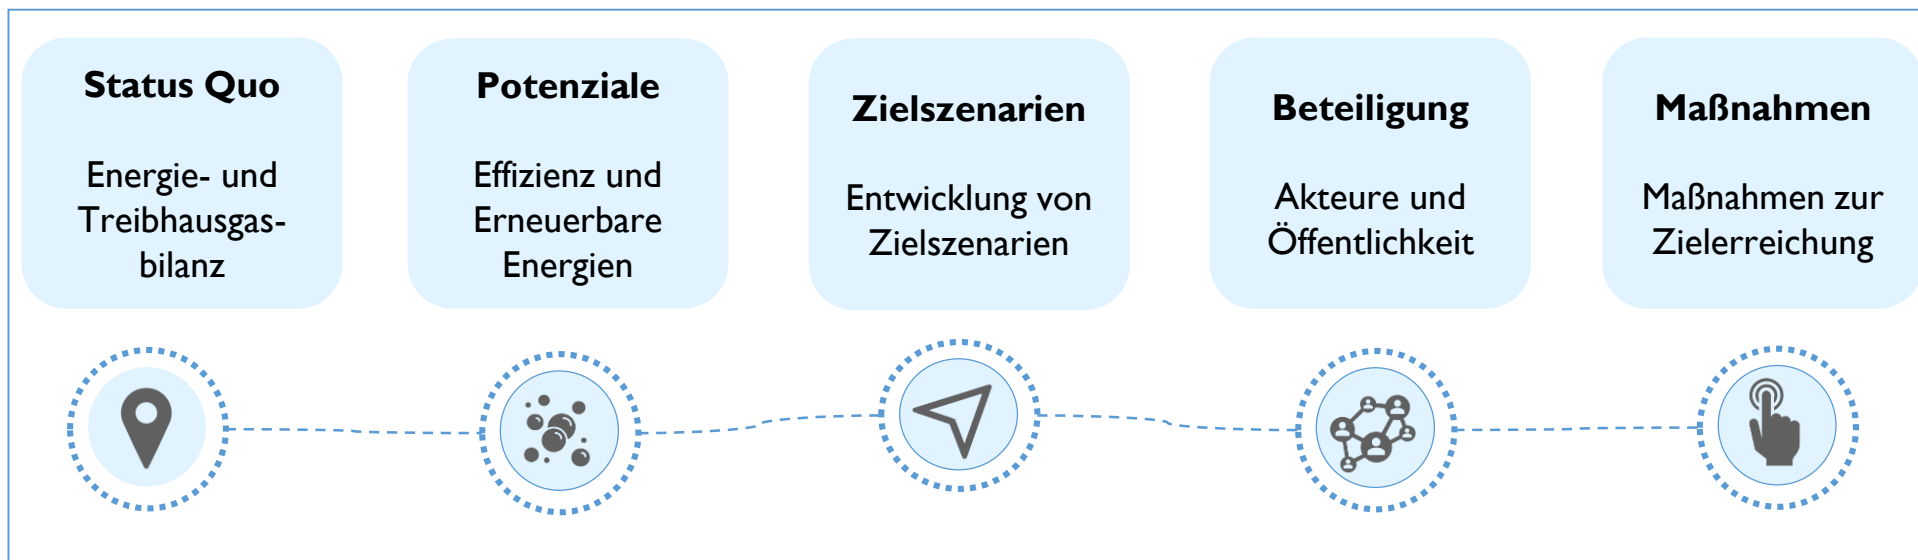 Status Quo
Energie- und
Treibhausgas-
bilanz
Potenziale
Effizienz und
Erneuerbare
Energien
Zielszenarien
Entwicklung von
Zielszenarien
Beteiligung
Akteure und
Öffentlichkeit
Maßnahmen
Maßnahmen zur
Zielerreichung